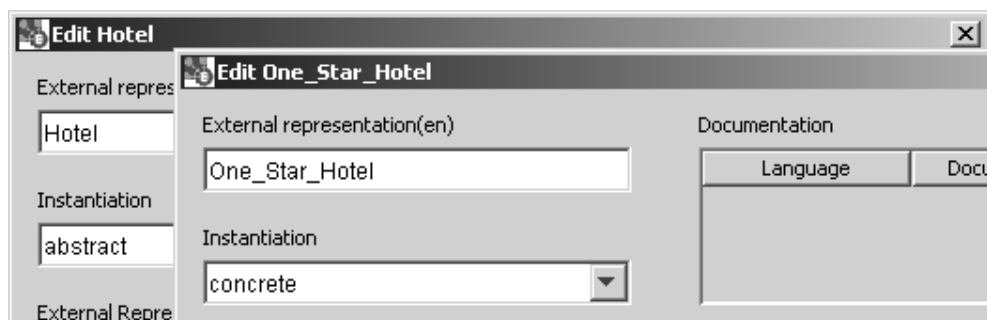 Edit Hotel
External repres
Hotel
Instantiation
abstract
External Repre
Edit One_Star_Hotel
External representation(en)
One_Star_Hotel
Instantiation
concrete
Documentation
Language Docu